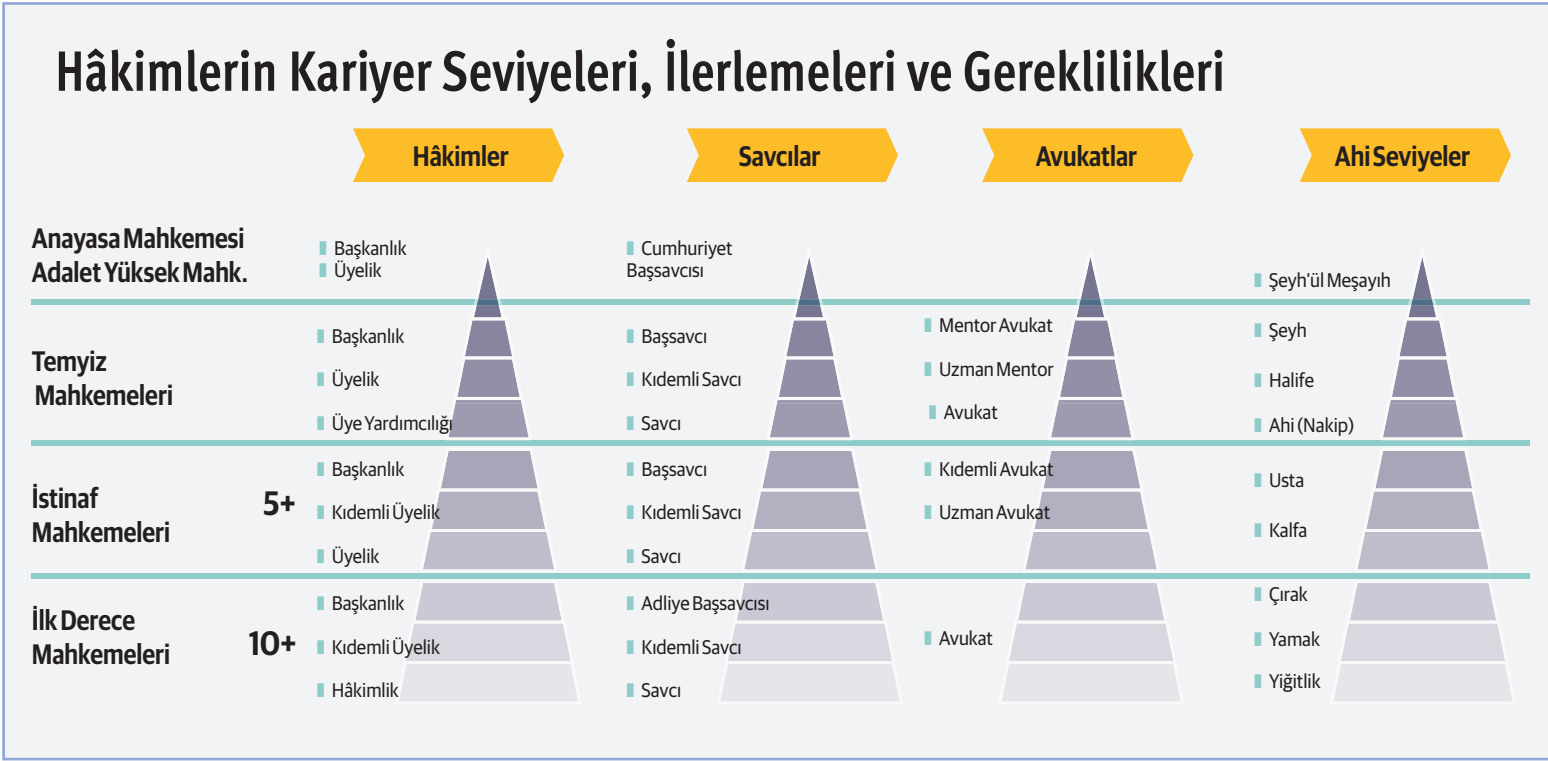 Hâkimlerin Kariyer Seviyeleri, İlerlemeleri ve Gereklilikleri
Hâkimler
Savcılar
Avukatlar
Ahi Seviyeler
Anayasa Mahkemesi
Adalet Yüksek Mahk.
Başkanlık
Üyelik
Cumhuriyet
Başsavcısı
Şeyh'ül Meşayıh
Temyiz
Mahkemeleri
Başkanlık
Üyelik
Üye Yardımcılığı
Başsavcı
Kıdemli Savcı
Savcı
Mentor Avukat
Uzman Mentor
Avukat
Şeyh
Halife
Ahi (Nakip)
İstinaf
Mahkemeleri
5+
Başkanlık
Kıdemli Üyelik
Üyelik
Başsavcı
Kıdemli Savcı
Savcı
Kıdemli Avukat
Uzman Avukat
Usta
Kalfa
İlk Derece
Mahkemeleri
10+
Başkanlık
Kıdemli Üyelik
Hâkimlik
Adliye Başsavcısı
Kıdemli Savcı
Savcı
Avukat
Çırak
Yamak
Yiğitlik